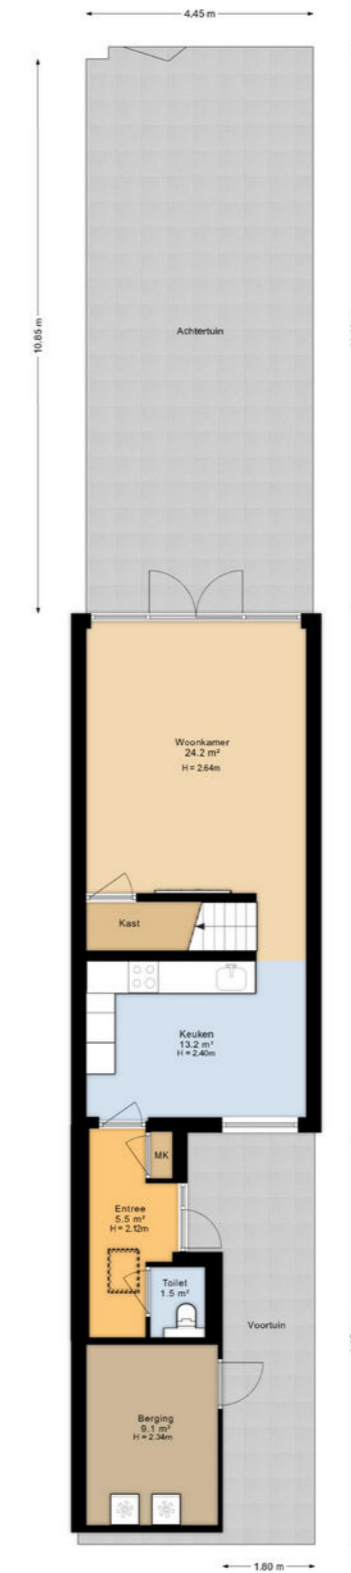 4.45 m
10.85 m
Achtertuin
Woonkamer
24.2 m²
H = 2.64m
Kast
Keuken
13.2 m²
H = 2.40m
MK
Entree
5.5 m²
H = 2.12m
Toilet
1.5 m²
Voortuin
Berging
9.1 m²
H = 2.34m
1.80 m